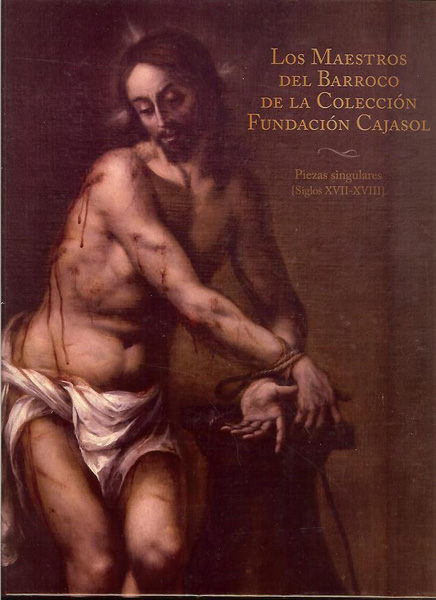 Los Maestros
del Barroco
de la Colección
Fundación Cajasol
Piezas singulares
[Siglos XVII-XVIII]